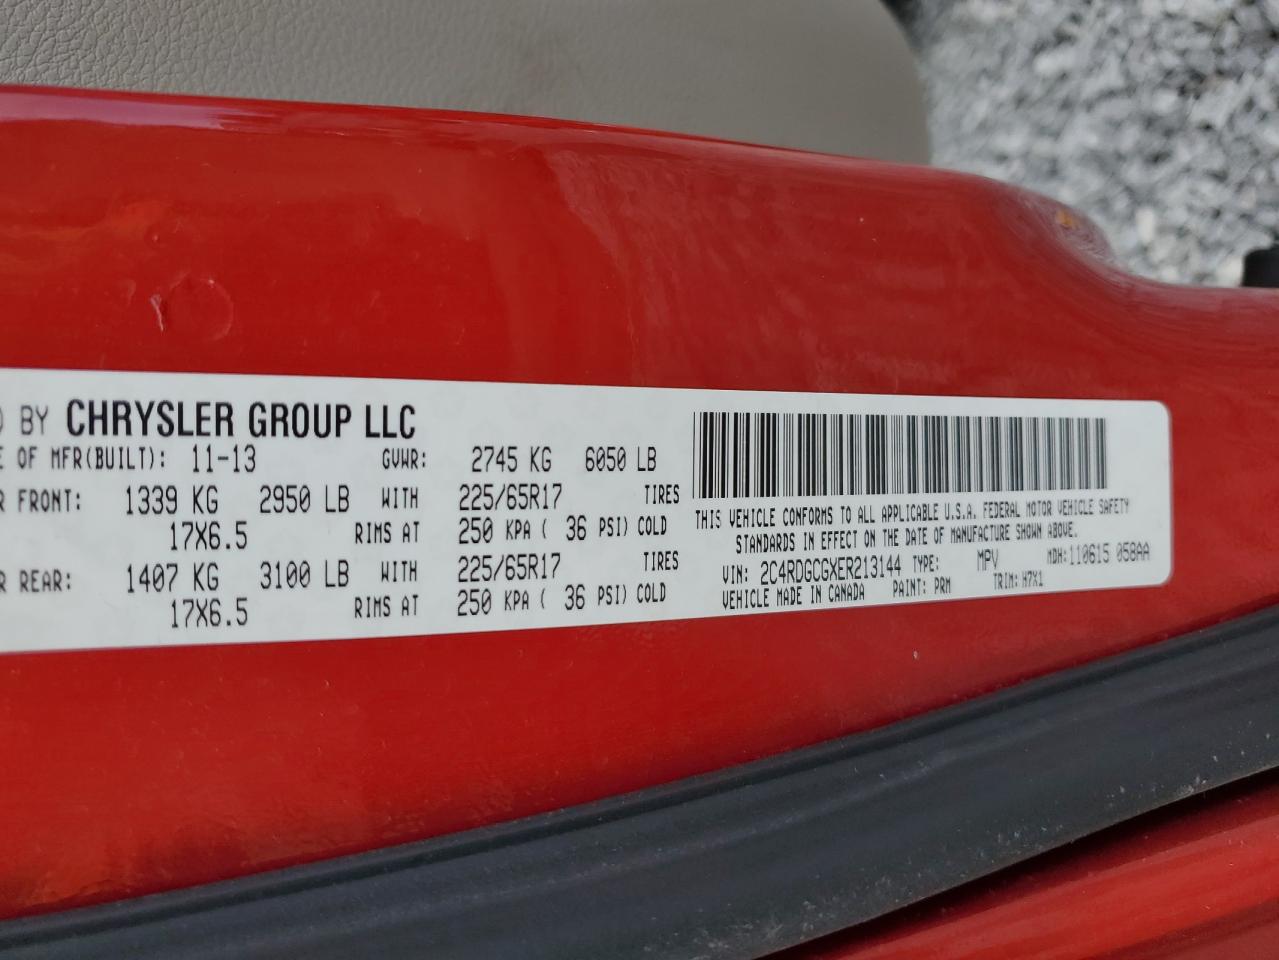 BY CHRYSLER GROUP LLC
OF MFR(BUILT): 11-13 GVWR: 2745 KG 6050 LB
FRONT: 1339 KG 2950 LB WITH 225/65R17 TIRES
17X6.5 RIMS AT 250 KPA ( 36 PSI) COLD
REAR: 1407 KG 3100 LB WITH 225/65R17 TIRES
17X6.5 RIMS AT 250 KPA ( 36 PSI) COLD
THIS VEHICLE CONFORMS TO ALL APPLICABLE U.S.A. FEDERAL MOTOR VEHICLE SAFETY
STANDARDS IN EFFECT ON THE DATE OF MANUFACTURE SHOWN ABOVE.
VIN: 2C4RDGCGXER213144 TYPE: MPV MDH: 110615 058AA
VEHICLE MADE IN CANADA PAINT: PRM TRIM: H7X1